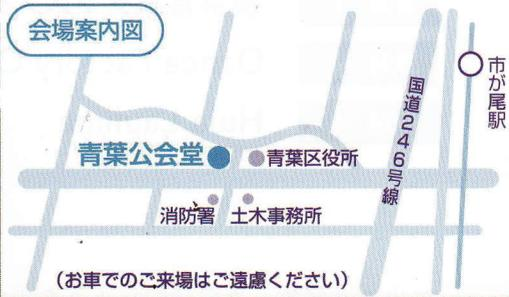 会場案内図
市が尾駅
国道246号線
青葉公会堂
青葉区役所
消防署
土木事務所
(お車でのご来場はご遠慮ください)